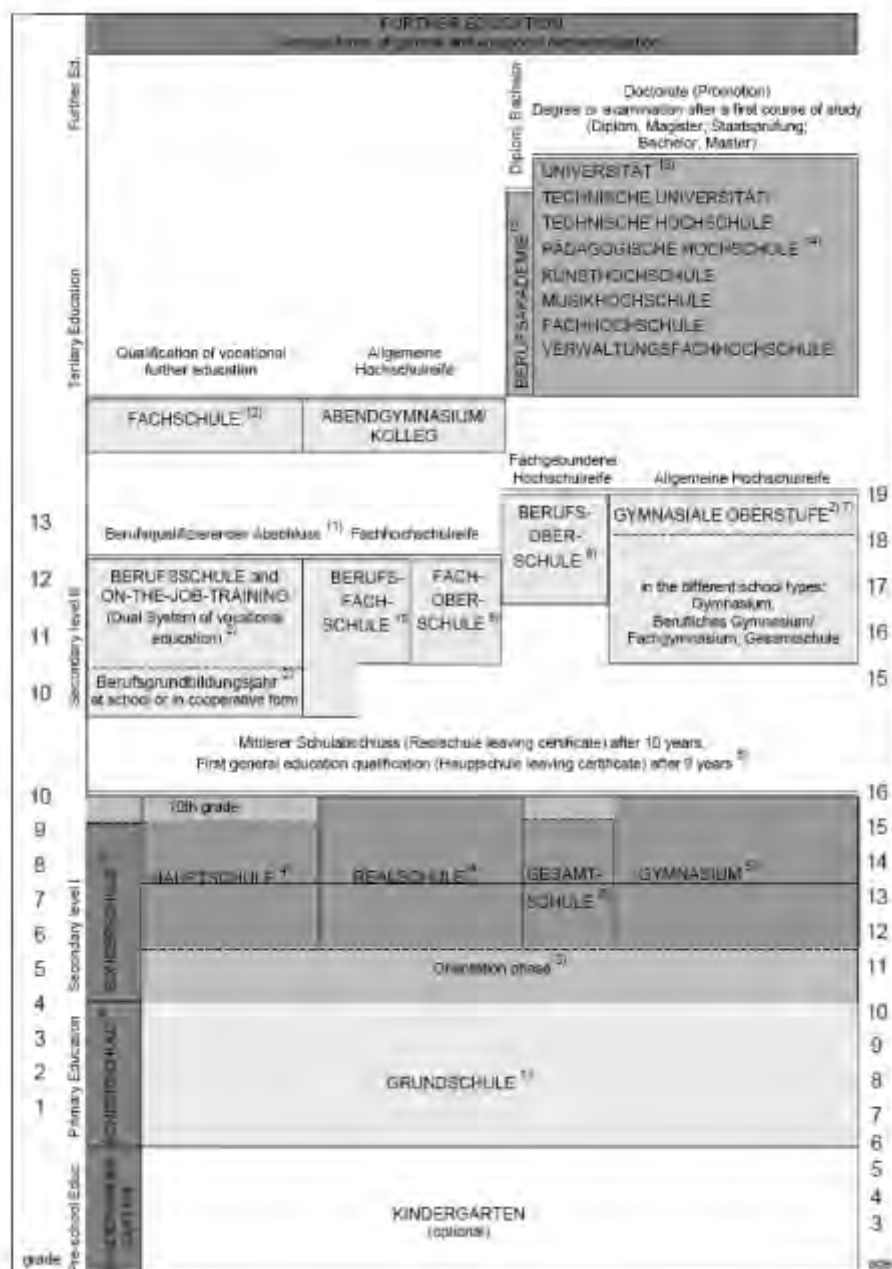 FURTHER EDUCATION
Further Ed.
Diplom, Bachelor
Doctorate (Promotion)
Degree or examination after a first course of study
(Diplom, Magister, Staatsprüfung;
Bachelor, Master)
Tertiary Education
BERUFSAKADEMIE
UNIVERSITÄT
TECHNISCHE UNIVERSITÄT
TECHNISCHE HOCHSCHULE
PÄDAGOGISCHE HOCHSCHULE
KUNSTHOCHSCHULE
MUSIKHOCHSCHULE
FACHHOCHSCHULE
VERWALTUNGSFACHHOCHSCHULE
Qualification of vocational
further education
Allgemeine
Hochschulreife
FACHSCHULE
ABENDGYMNASIUM/
KOLLEG
Fachgebundene
Hochschulreife
Allgemeine Hochschulreife
19
13
Berufsqualifizierender Abschluss
Fachhochschulreife
BERUFS-
OBER-
SCHULE
GYMNASIALE OBERSTUFE
18
12
Secondary level II
BERUFSSCHULE and
ON-THE-JOB-TRAINING
(Dual System of vocational
education)
BERUFS-
FACH-
SCHULE
FACH-
OBER-
SCHULE
in the different school types:
Gymnasium,
Berufliches Gymnasium/
Fachgymnasium, Gesamtschule
17
11
16
10
Berufsgrundbildungsjahr
at school or in cooperative form
15
Mittlerer Schulabschluss (Realschule leaving certificate) after 10 years,
First general education qualification (Hauptschule leaving certificate) after 9 years
10
16
10th grade
9
15
8
Secondary level I
HAUPTSCHULE
REALSCHULE
GESAMT-
SCHULE
GYMNASIUM
14
7
13
6
12
5
Orientation phase
11
4
10
3
Primary Education
9
2
GRUNDSCHULE
8
1
7
6
Pre-school Educ.
5
4
KINDERGARTEN
(optional)
3
grade